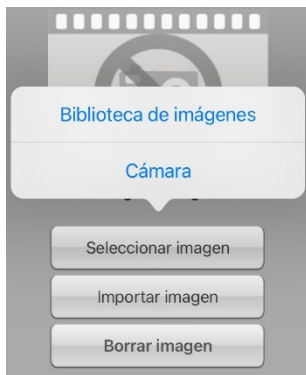 Biblioteca de imágenes
Cámara
Seleccionar imagen
Importar imagen
Borrar imagen